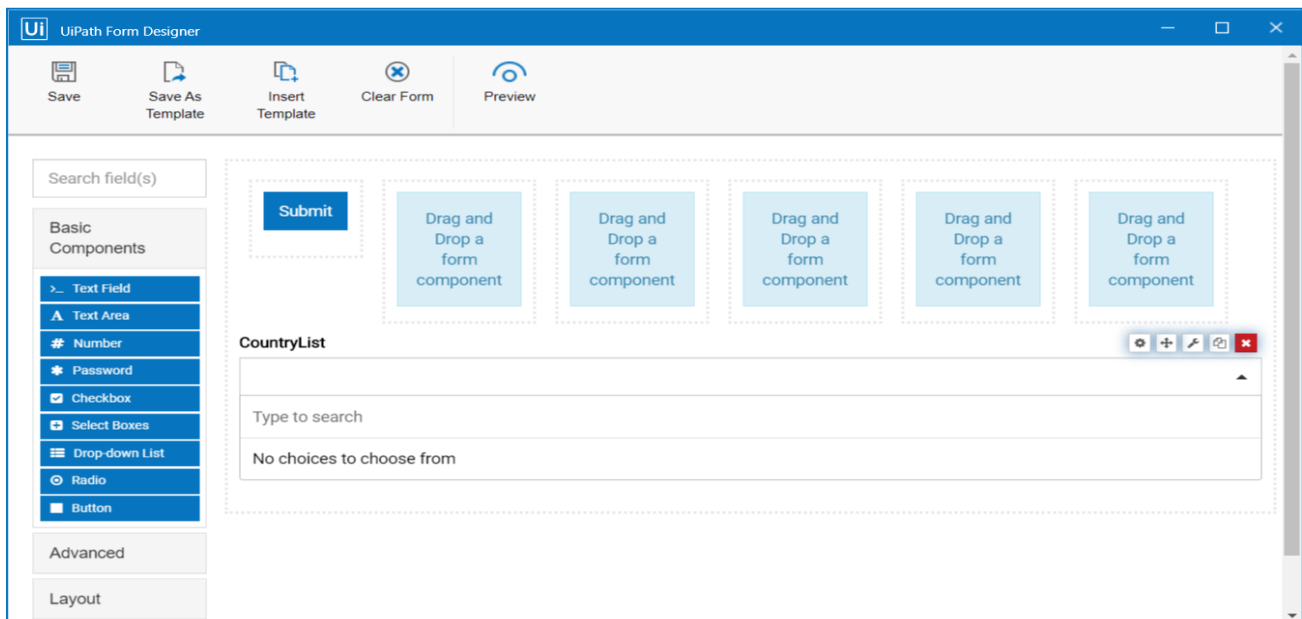 Ui UiPath Form Designer
Save
Save As
Template
Insert
Template
Clear Form
Preview
Search field(s)
Basic
Components
>_ Text Field
A Text Area
# Number
✱ Password
Checkbox
Select Boxes
Drop-down List
Radio
Button
Advanced
Layout
Submit
Drag and
Drop a
form
component
Drag and
Drop a
form
component
Drag and
Drop a
form
component
Drag and
Drop a
form
component
Drag and
Drop a
form
component
CountryList
Type to search
No choices to choose from